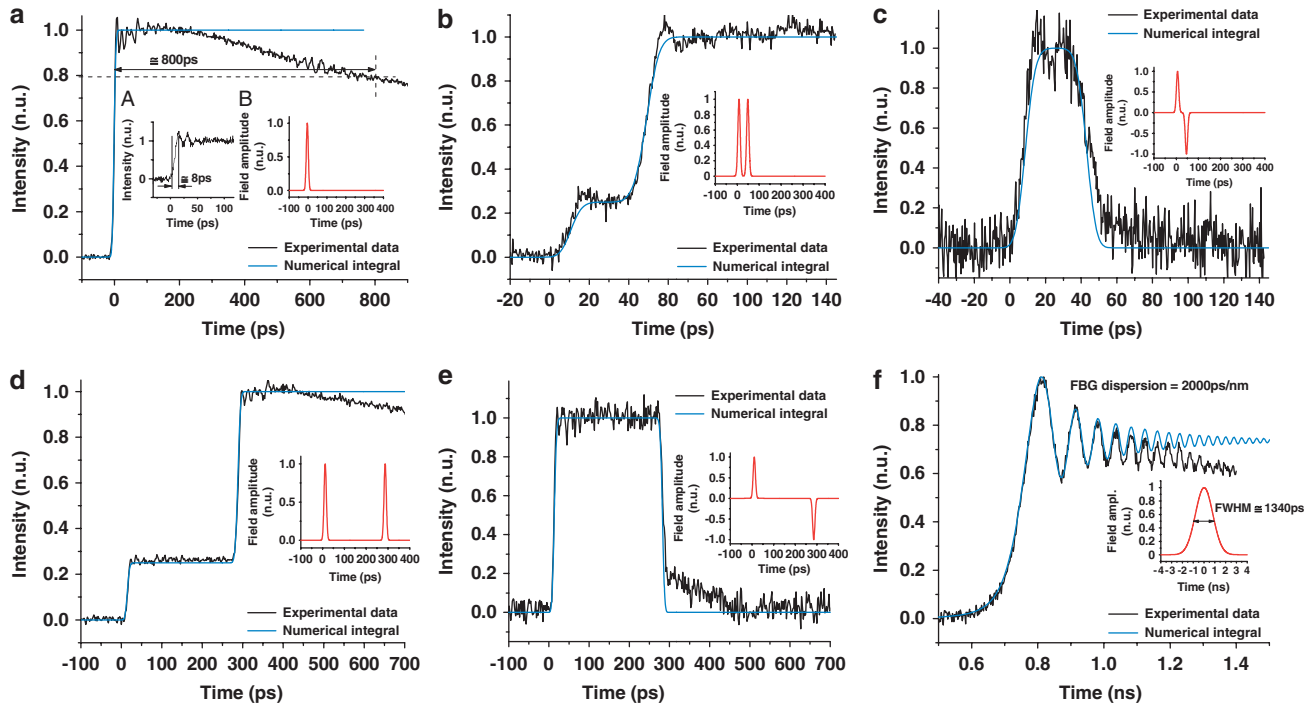 a
Intensity (n.u.)
1.0
0.8
0.6
0.4
0.2
0.0
≅ 800ps
A
Intensity (n.u.)
1
0
≅ 8ps
0 50 100
Time (ps)
B
Field amplitude (n.u.)
1.0
0.5
0.0
-100 0 100 200 300 400
Time (ps)
Experimental data
Numerical integral
0 200 400 600 800
Time (ps)
b
Intensity (n.u.)
1.0
0.8
0.6
0.4
0.2
0.0
Field amplitude (n.u.)
1
0.8
0.6
0.4
0.2
0
-100 0 100 200 300 400
Time (ps)
Experimental data
Numerical integral
-20 0 20 40 60 80 100 120 140
Time (ps)
c
Experimental data
Numerical integral
Intensity (n.u.)
1.0
0.8
0.6
0.4
0.2
0.0
Field amplitude (n.u.)
1.0
0.5
0.0
-0.5
-1.0
-100 0 100 200 300 400
Time (ps)
-40 -20 0 20 40 60 80 100 120 140
Time (ps)
d
Intensity (n.u.)
1.0
0.8
0.6
0.4
0.2
0.0
Field amplitude (n.u.)
1.0
0.5
0.0
-100 0 100 200 300 400
Time (ps)
Experimental data
Numerical integral
-100 0 100 200 300 400 500 600 700
Time (ps)
e
Experimental data
Numerical integral
Intensity (n.u.)
1.0
0.8
0.6
0.4
0.2
0.0
Field amplitude (n.u.)
1.0
0.5
0.0
-0.5
-1.0
-100 0 100 200 300 400
Time (ps)
-100 0 100 200 300 400 500 600 700
Time (ps)
f
FBG dispersion = 2000ps/nm
Intensity (n.u.)
1.0
0.8
0.6
0.4
0.2
0.0
Field ampl. (n.u.)
1
0.8
0.6
0.4
0.2
0
FWHM ≅ 1340ps
-4 -3 -2 -1 0 1 2 3 4
Time (ns)
Experimental data
Numerical integral
0.6 0.8 1.0 1.2 1.4
Time (ns)